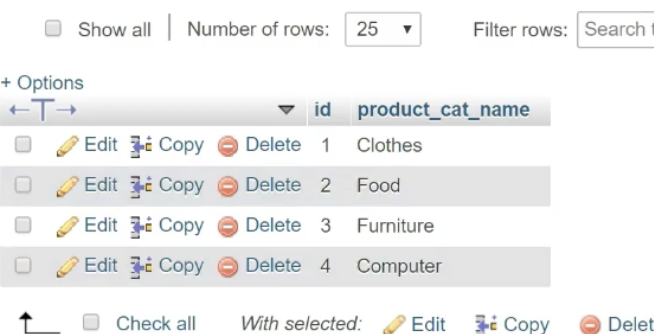 Show all Number of rows: 25 Filter rows: Search
+ Options
id product_cat_name
Edit Copy Delete 1 Clothes
Edit Copy Delete 2 Food
Edit Copy Delete 3 Furniture
Edit Copy Delete 4 Computer
Check all With selected: Edit Copy Delet